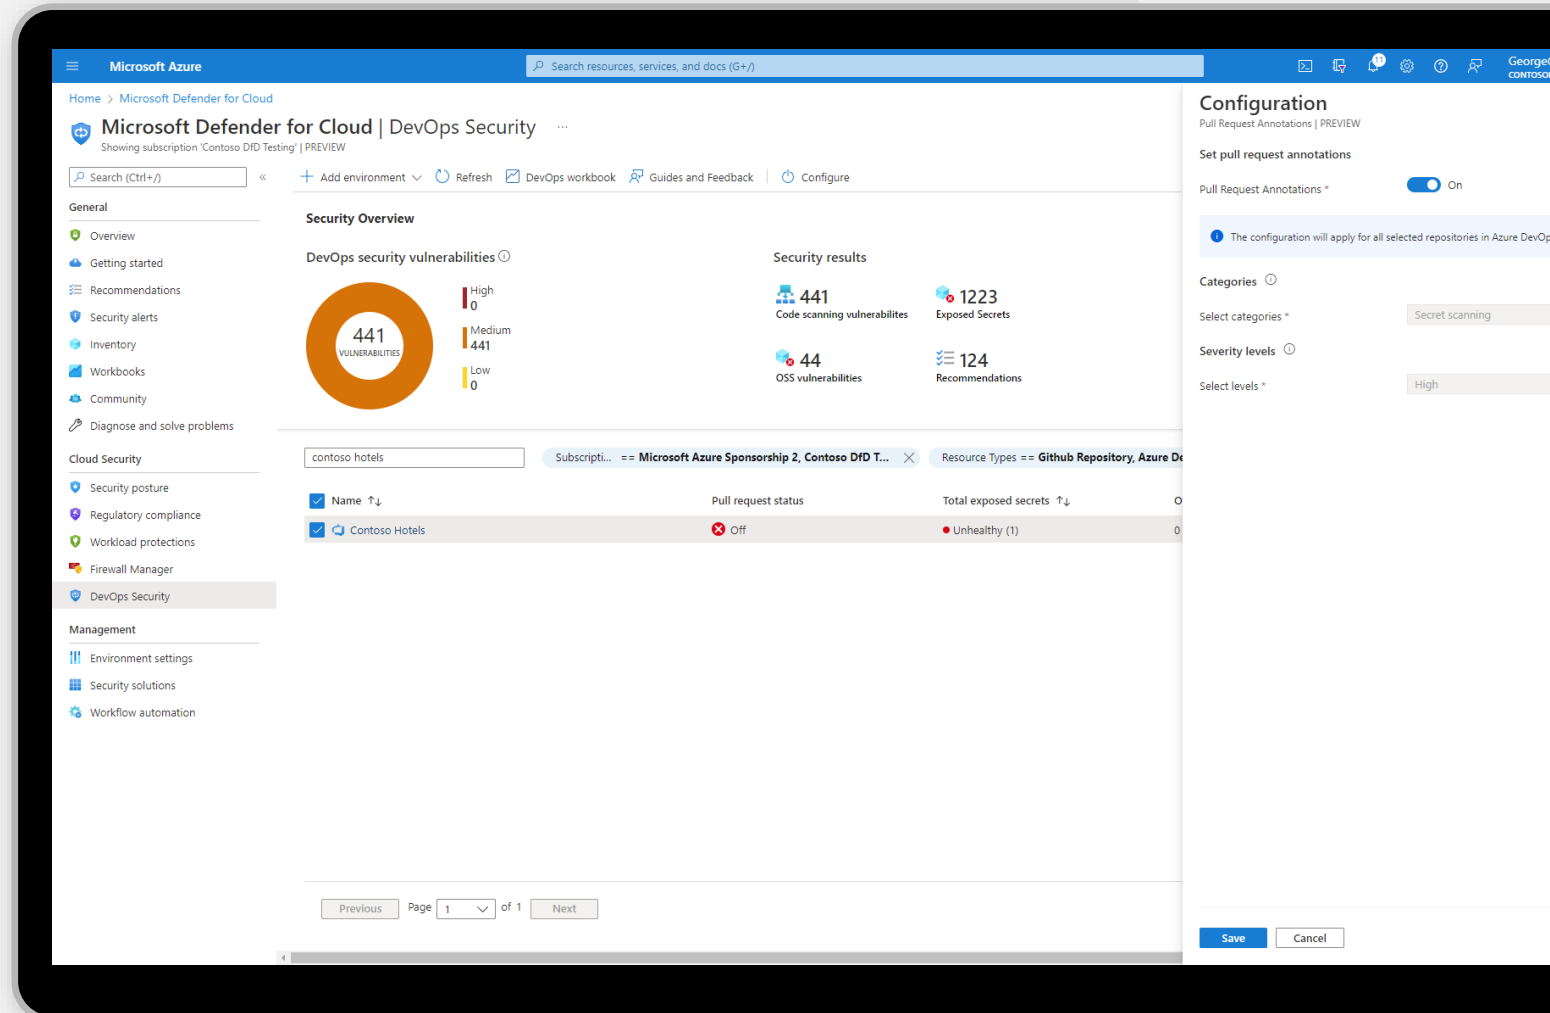 Microsoft Azure
Search resources, services, and docs (G+/)
11
Home > Microsoft Defender for Cloud
Microsoft Defender for Cloud | DevOps Security ...
Showing subscription 'Contoso DfD Testing' | PREVIEW
Search (Ctrl+/)
«
General
Overview
Getting started
Recommendations
Security alerts
Inventory
Workbooks
Community
Diagnose and solve problems
Cloud Security
Security posture
Regulatory compliance
Workload protections
Firewall Manager
DevOps Security
Management
Environment settings
Security solutions
Workflow automation
Add environment
Refresh
DevOps workbook
Guides and Feedback
Configure
Security Overview
DevOps security vulnerabilities
441
VULNERABILITIES
High
0
Medium
441
Low
0
Security results
441
Code scanning vulnerabilites
1223
Exposed Secrets
44
OSS vulnerabilities
124
Recommendations
contoso hotels
Subscripti... == Microsoft Azure Sponsorship 2, Contoso DfD T...
Resource Types == Github Repository, Azure De
Name
Pull request status
Total exposed secrets
O
Contoso Hotels
Off
Unhealthy (1)
0
Previous
Page 1 of 1
Next
George
CONTOSO
Configuration
Pull Request Annotations | PREVIEW
Set pull request annotations
Pull Request Annotations *
On
The configuration will apply for all selected repositories in Azure DevOp
Categories
Select categories *
Secret scanning
Severity levels
Select levels *
High
Save
Cancel